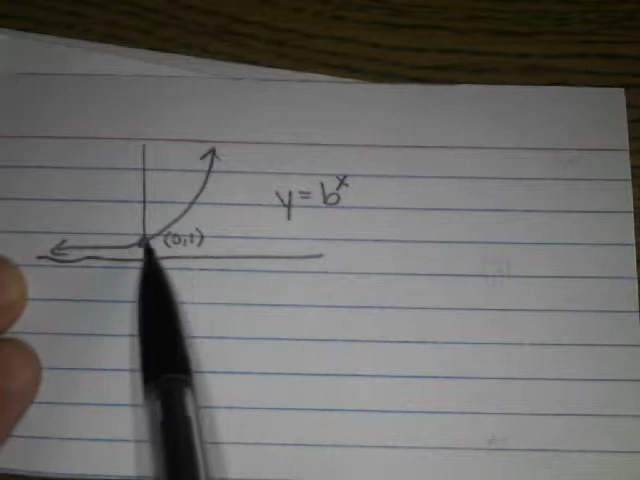 y = b^x
(0,1)